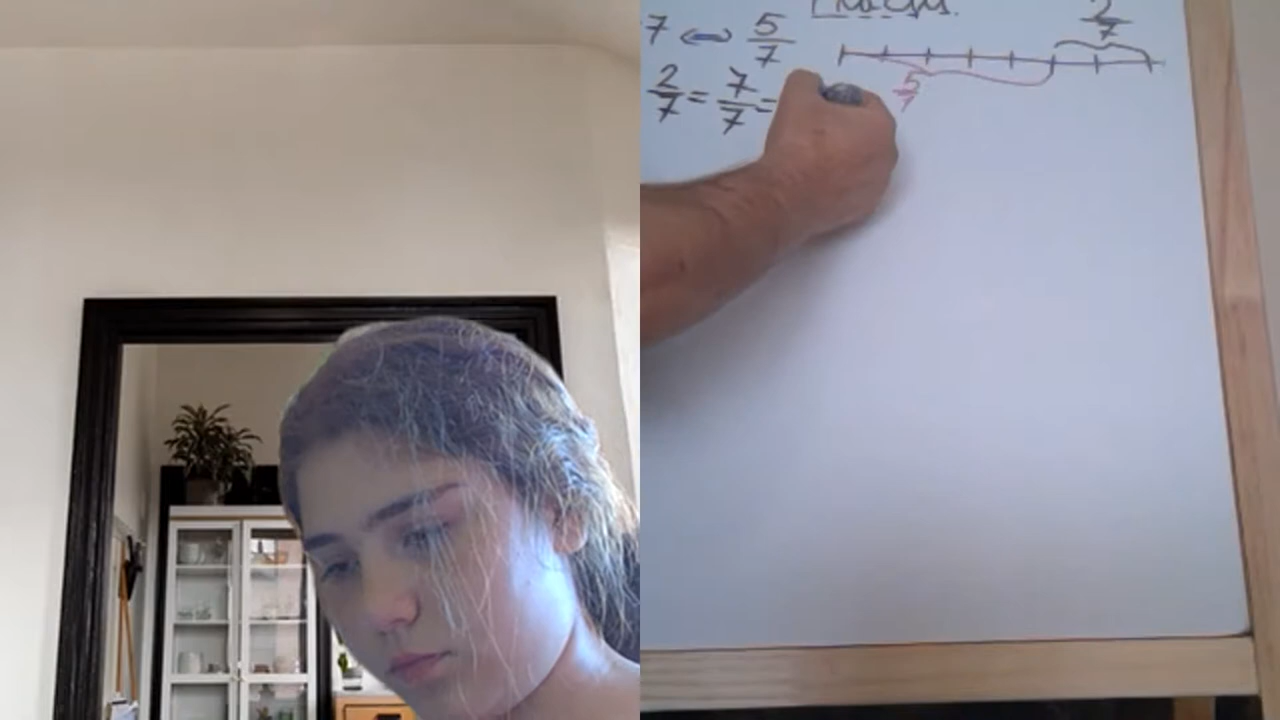 7 ⟷ 5/7
2/7 = 7/7 =
5/7
2/7